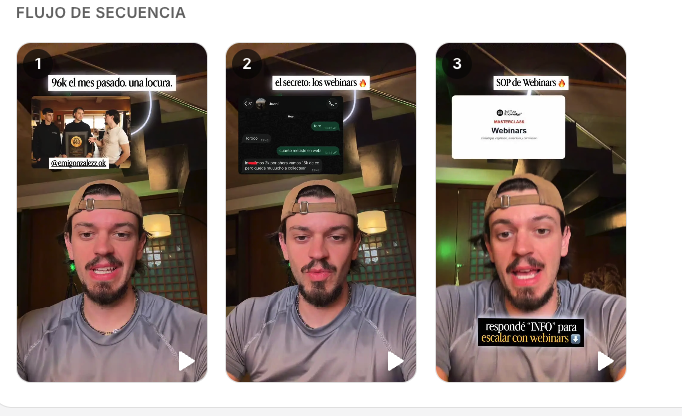 FLUJO DE SECUENCIA
1
96k el mes pasado. una locura.
@emigonzalezz.ok
2
el secreto: los webinars 🔥
3
SOP de Webinars 🔥
MASTERCLASS
Webinars
respondé "INFO" para
escalar con webinars ⬇️